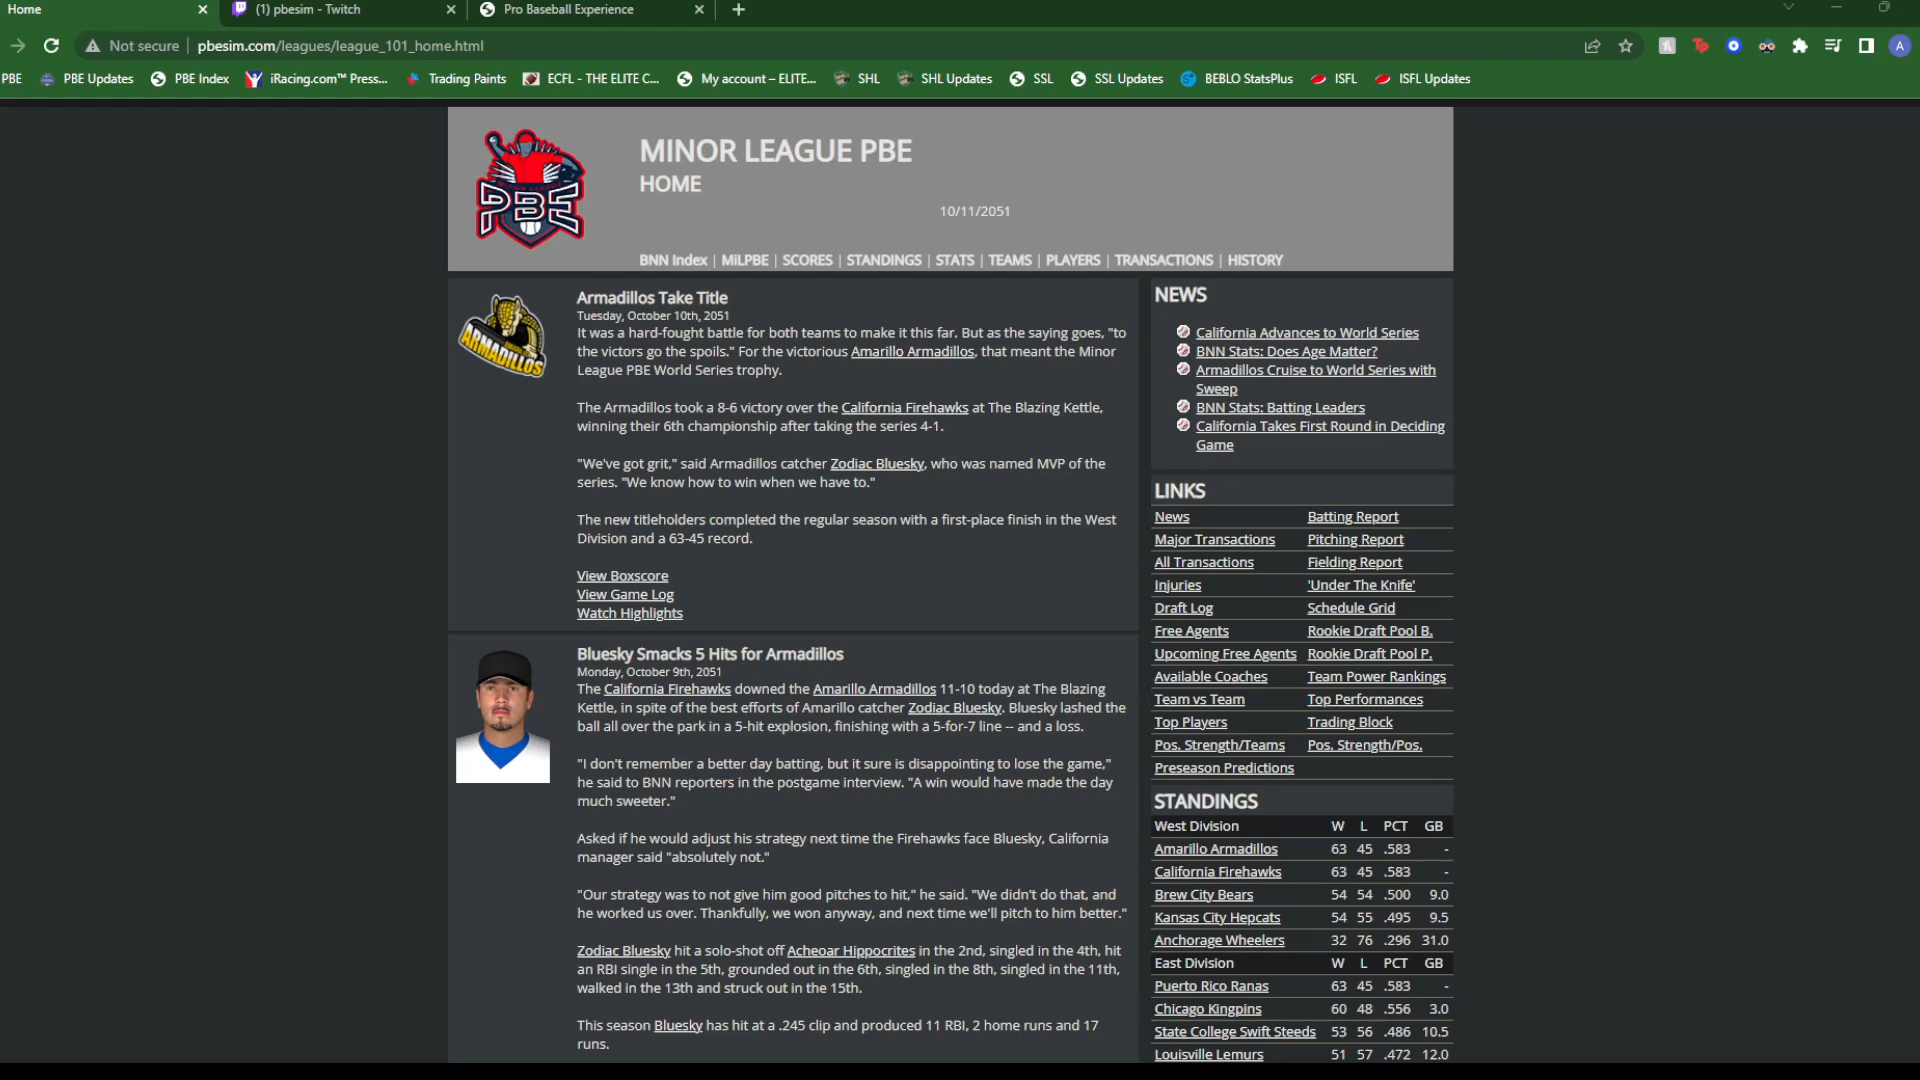 Home
(1) pbesim - Twitch
Pro Baseball Experience
Not secure
pbesim.com/leagues/league_101_home.html
A
PBE
PBE Updates
PBE Index
iRacing.com™ Press...
Trading Paints
ECFL - THE ELITE C...
My account – ELITE...
SHL
SHL Updates
SSL
SSL Updates
BEBLO StatsPlus
ISFL
ISFL Updates
PBE
MINOR LEAGUE PBE
HOME
10/11/2051
BNN Index | MiLPBE | SCORES | STANDINGS | STATS | TEAMS | PLAYERS | TRANSACTIONS | HISTORY
ARMADILLOS
Armadillos Take Title
Tuesday, October 10th, 2051
It was a hard-fought battle for both teams to make it this far. But as the saying goes, "to
the victors go the spoils." For the victorious Amarillo Armadillos, that meant the Minor
League PBE World Series trophy.
The Armadillos took a 8-6 victory over the California Firehawks at The Blazing Kettle,
winning their 6th championship after taking the series 4-1.
"We've got grit," said Armadillos catcher Zodiac Bluesky, who was named MVP of the
series. "We know how to win when we have to."
The new titleholders completed the regular season with a first-place finish in the West
Division and a 63-45 record.
View Boxscore
View Game Log
Watch Highlights
Bluesky Smacks 5 Hits for Armadillos
Monday, October 9th, 2051
The California Firehawks downed the Amarillo Armadillos 11-10 today at The Blazing
Kettle, in spite of the best efforts of Amarillo catcher Zodiac Bluesky. Bluesky lashed the
ball all over the park in a 5-hit explosion, finishing with a 5-for-7 line -- and a loss.
"I don't remember a better day batting, but it sure is disappointing to lose the game,"
he said to BNN reporters in the postgame interview. "A win would have made the day
much sweeter."
Asked if he would adjust his strategy next time the Firehawks face Bluesky, California
manager said "absolutely not."
"Our strategy was to not give him good pitches to hit," he said. "We didn't do that, and
he worked us over. Thankfully, we won anyway, and next time we'll pitch to him better."
Zodiac Bluesky hit a solo-shot off Acheoar Hippocrites in the 2nd, singled in the 4th, hit
an RBI single in the 5th, grounded out in the 6th, singled in the 8th, singled in the 11th,
walked in the 13th and struck out in the 15th.
This season Bluesky has hit at a .245 clip and produced 11 RBI, 2 home runs and 17
runs.
NEWS
California Advances to World Series
BNN Stats: Does Age Matter?
Armadillos Cruise to World Series with
Sweep
BNN Stats: Batting Leaders
California Takes First Round in Deciding
Game
LINKS
News Batting Report
Major Transactions Pitching Report
All Transactions Fielding Report
Injuries 'Under The Knife'
Draft Log Schedule Grid
Free Agents Rookie Draft Pool B.
Upcoming Free Agents Rookie Draft Pool P.
Available Coaches Team Power Rankings
Team vs Team Top Performances
Top Players Trading Block
Pos. Strength/Teams Pos. Strength/Pos.
Preseason Predictions
STANDINGS
West Division W L PCT GB
Amarillo Armadillos 63 45 .583 -
California Firehawks 63 45 .583 -
Brew City Bears 54 54 .500 9.0
Kansas City Hepcats 54 55 .495 9.5
Anchorage Wheelers 32 76 .296 31.0
East Division W L PCT GB
Puerto Rico Ranas 63 45 .583 -
Chicago Kingpins 60 48 .556 3.0
State College Swift Steeds 53 56 .486 10.5
Louisville Lemurs 51 57 .472 12.0